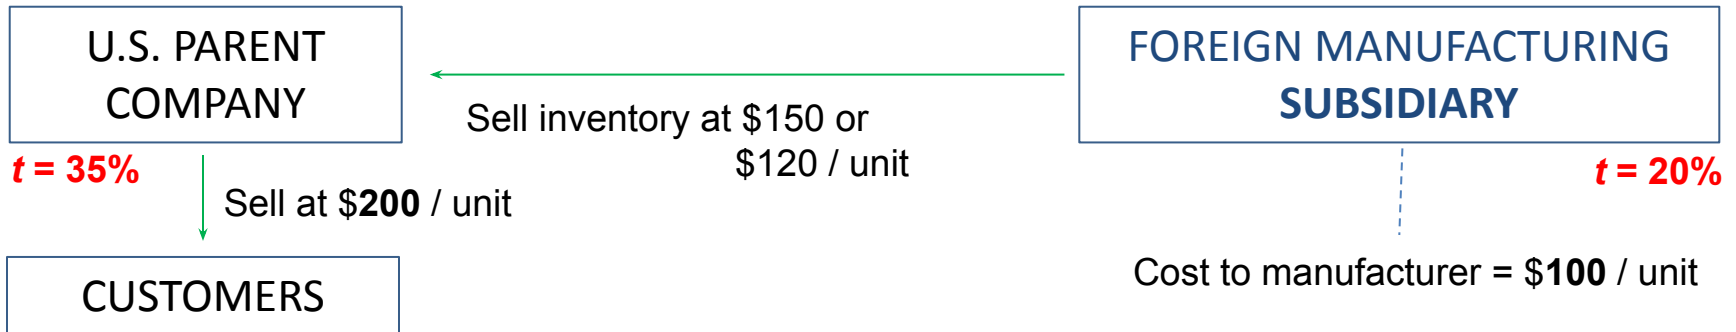 U.S. PARENT
COMPANY
t = 35%
FOREIGN MANUFACTURING
SUBSIDIARY
t = 20%
Sell inventory at $150 or
$120 / unit
Sell at $200 / unit
Cost to manufacturer = $100 / unit
CUSTOMERS